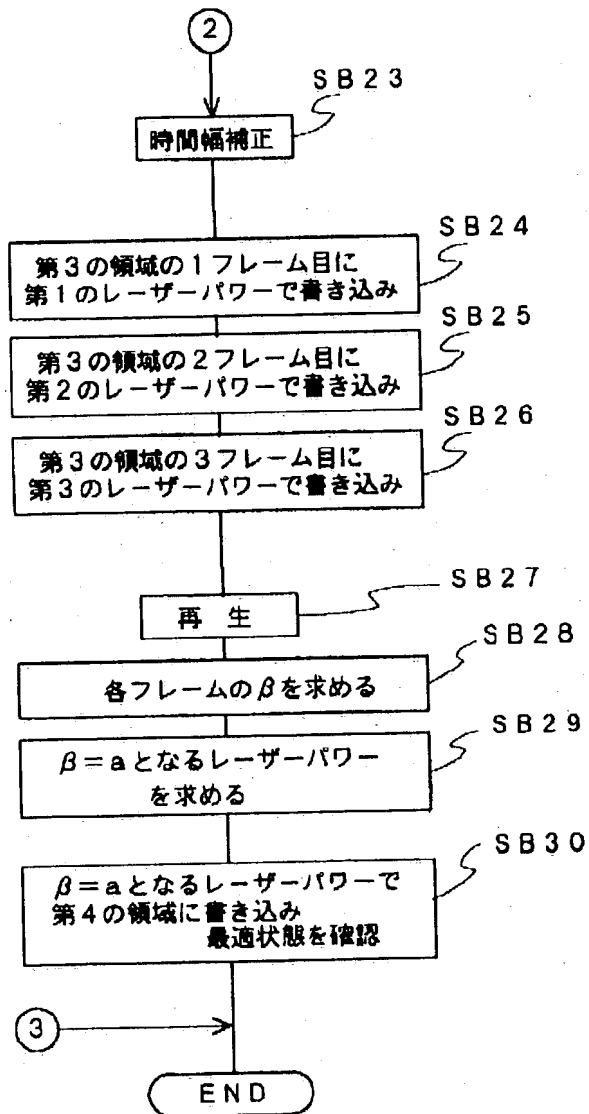 2
SB23
時間幅補正
SB24
第3の領域の1フレーム目に
第1のレーザーパワーで書き込み
SB25
第3の領域の2フレーム目に
第2のレーザーパワーで書き込み
SB26
第3の領域の3フレーム目に
第3のレーザーパワーで書き込み
SB27
再 生
SB28
各フレームのβを求める
SB29
β=aとなるレーザーパワー
を求める
SB30
β=aとなるレーザーパワーで
第4の領域に書き込み
最適状態を確認
3
END